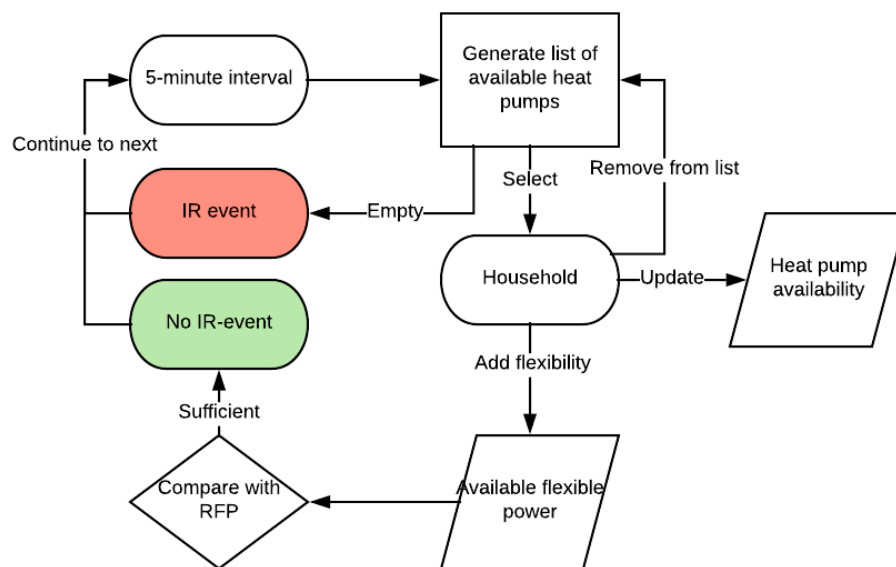 5-minute interval
Generate list of
available heat
pumps
Continue to next
Remove from list
Select
IR event
Empty
Household
Update
Heat pump
availability
No IR-event
Add flexibility
Sufficient
Compare with
RFP
Available flexible
power